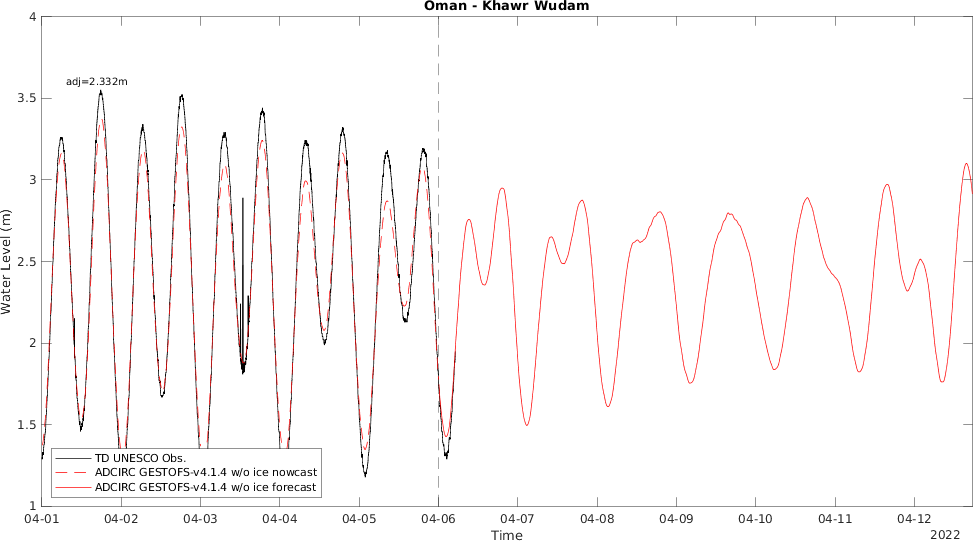 Oman - Khawr Wudam
adj=2.332m
4
3.5
3
2.5
2
1.5
1
Water Level (m)
TD UNESCO Obs.
ADCIRC GESTOFS-v4.1.4 w/o ice nowcast
ADCIRC GESTOFS-v4.1.4 w/o ice forecast
04-01 04-02 04-03 04-04 04-05 04-06 04-07 04-08 04-09 04-10 04-11 04-12
Time
2022